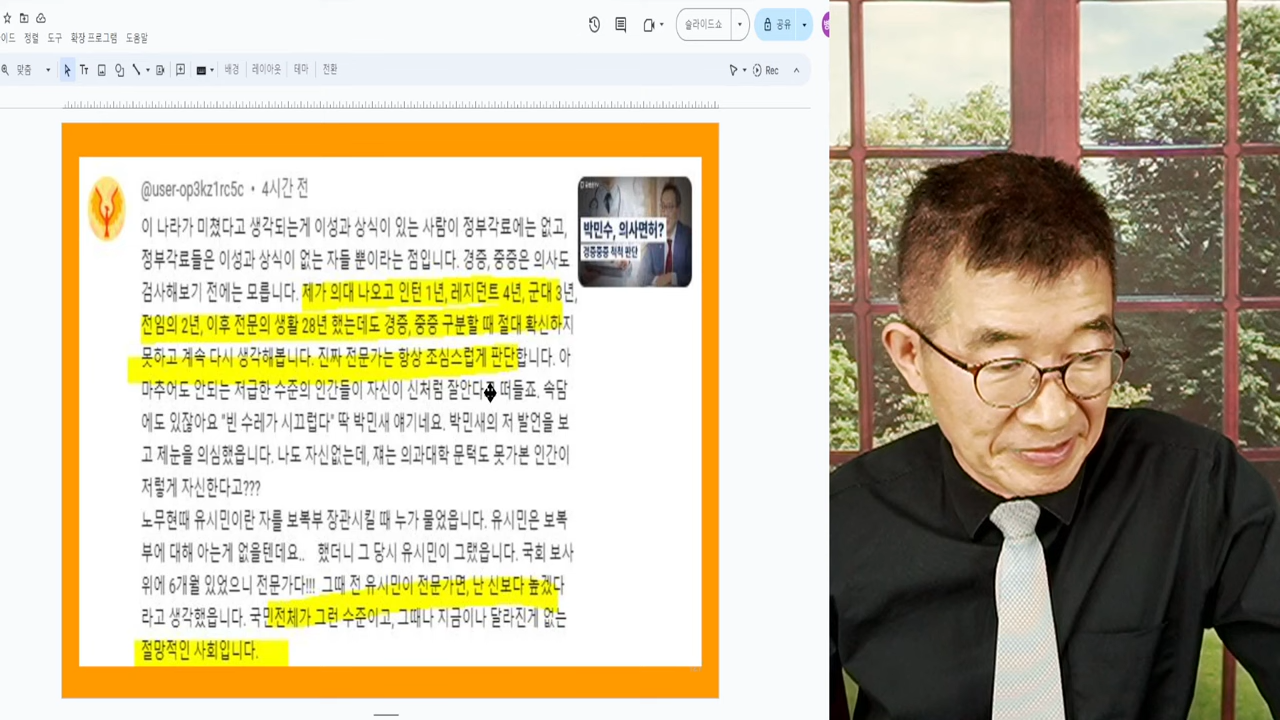 이드 정렬 도구 확장 프로그램 도움말
슬라이드쇼
공유
맞춤
배경 레이아웃 테마 전환
Rec
@user-op3kz1rc5c • 4시간 전
이 나라가 미쳤다고 생각되는게 이성과 상식이 있는 사람이 정부각료에는 없고,
정부각료들은 이성과 상식이 없는 자들 뿐이라는 점입니다. 경증, 중증은 의사도
검사해보기 전에는 모릅니다. 제가 의대 나오고 인턴 1년, 레지던트 4년, 군대 3년,
전임의 2년, 이후 전문의 생활 28년 했는데도 경증, 중증 구분할 때 절대 확신하지
못하고 계속 다시 생각해봅니다. 진짜 전문가는 항상 조심스럽게 판단합니다. 아
마추어도 안되는 저급한 수준의 인간들이 자신이 신처럼 잘안다 떠들죠. 속담
에도 있잖아요 "빈 수레가 시끄럽다" 딱 박민새 얘기네요. 박민새의 저 발언을 보
고 제눈을 의심했읍니다. 나도 자신없는데, 쟤는 의과대학 문턱도 못가본 인간이
저렇게 자신한다고???
노무현때 유시민이란 자를 보복부 장관시킬 때 누가 물었읍니다. 유시민은 보복
부에 대해 아는게 없을텐데요.. 했더니 그 당시 유시민이 그랬읍니다. 국회 보사
위에 6개월 있었으니 전문가다!!! 그때 전 유시민이 전문가면, 난 신보다 높겠다
라고 생각했읍니다. 국민전체가 그런 수준이고, 그때나 지금이나 달라진게 없는
절망적인 사회입니다.
박민수, 의사면허?
경증중증 척척 판단